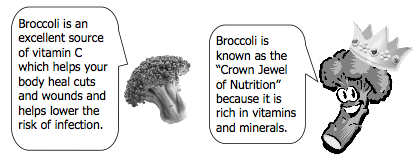 Broccoli is an
excellent source
of vitamin C
which helps your
body heal cuts
and wounds and
helps lower the
risk of infection.
Broccoli is
known as the
“Crown Jewel
of Nutrition”
because it is
rich in vitamins
and minerals.